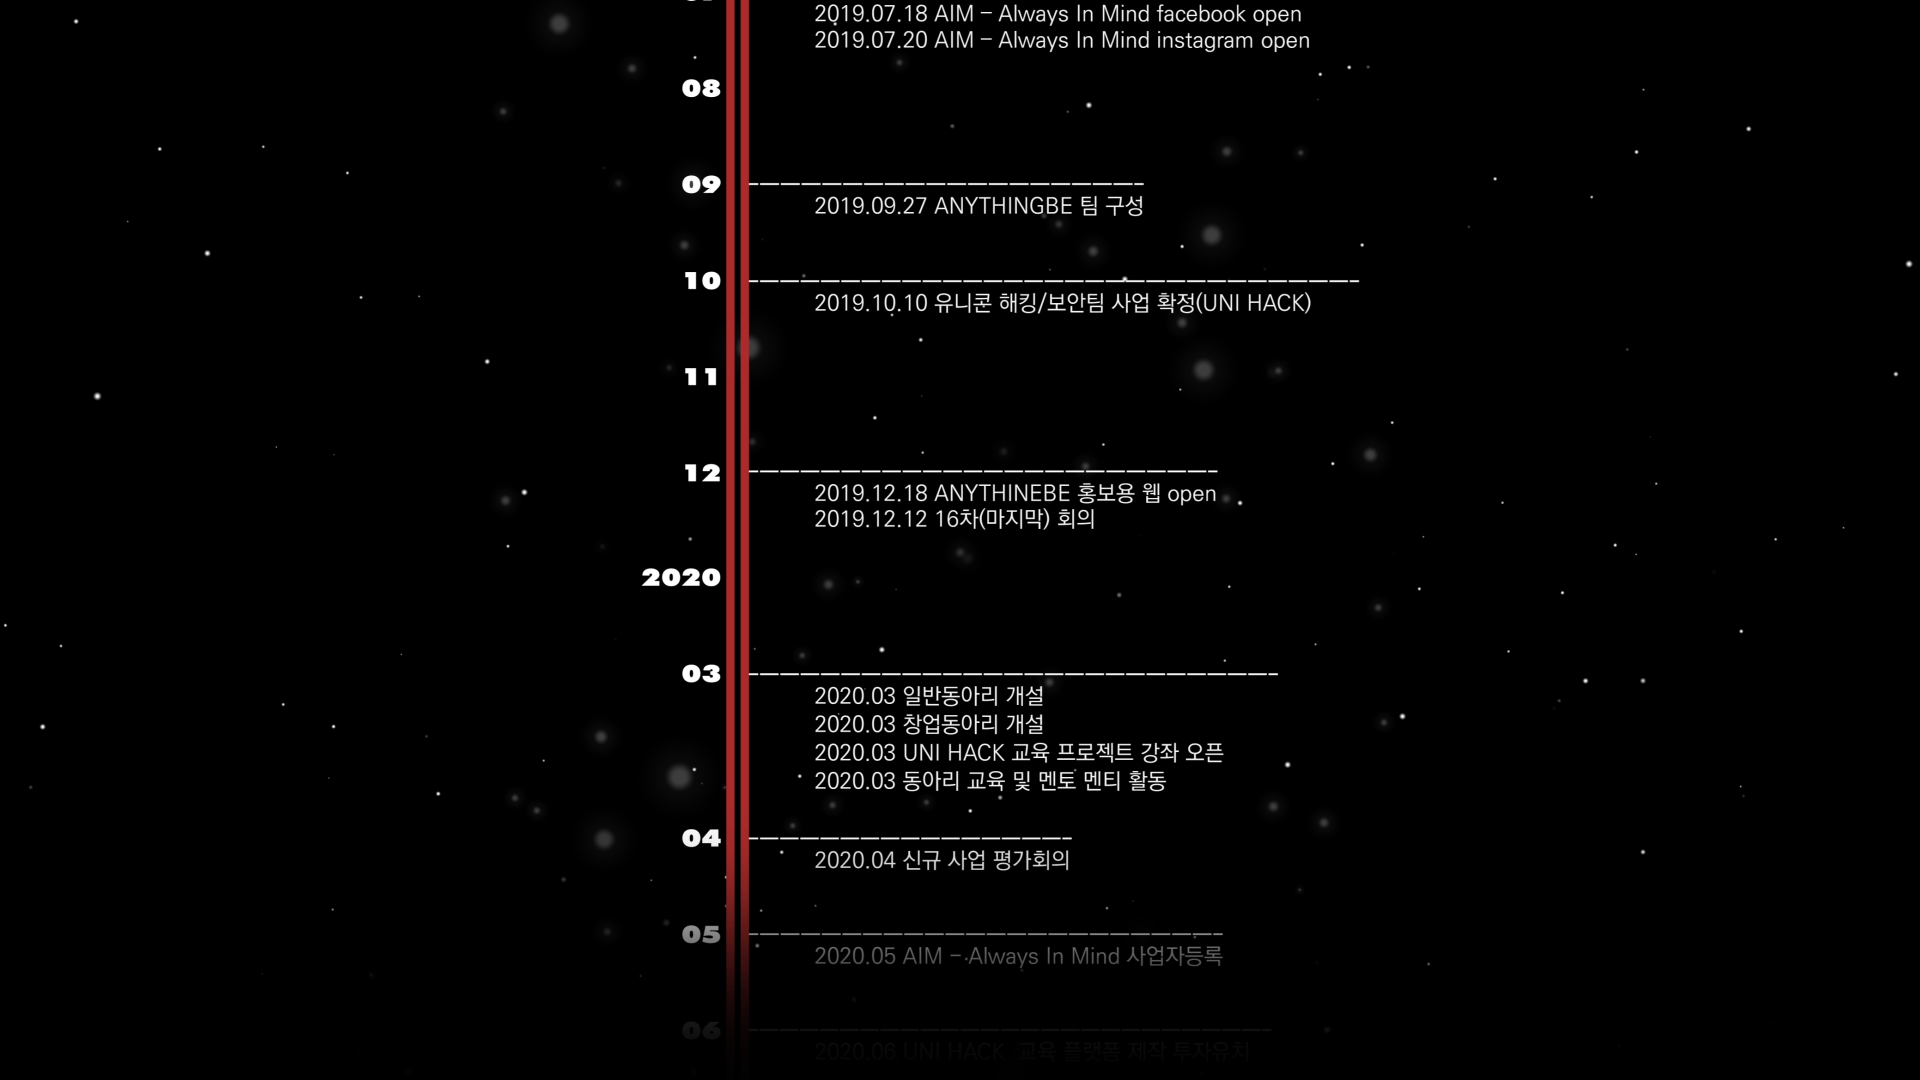 2019.07.18 AIM - Always In Mind facebook open
2019.07.20 AIM - Always In Mind instagram open
08
09
2019.09.27 ANYTHINGBE 팀 구성
10
2019.10.10 유니콘 해킹/보안팀 사업 확정(UNI HACK)
11
12
2019.12.18 ANYTHINEBE 홍보용 웹 open
2019.12.12 16차(마지막) 회의
2020
03
2020.03 일반동아리 개설
2020.03 창업동아리 개설
2020.03 UNI HACK 교육 프로젝트 강좌 오픈
2020.03 동아리 교육 및 멘토 멘티 활동
04
2020.04 신규 사업 평가회의
05
2020.05 AIM - Always In Mind 사업자등록
06
2020.06 UNI HACK 교육 플랫폼 제작 투자유치